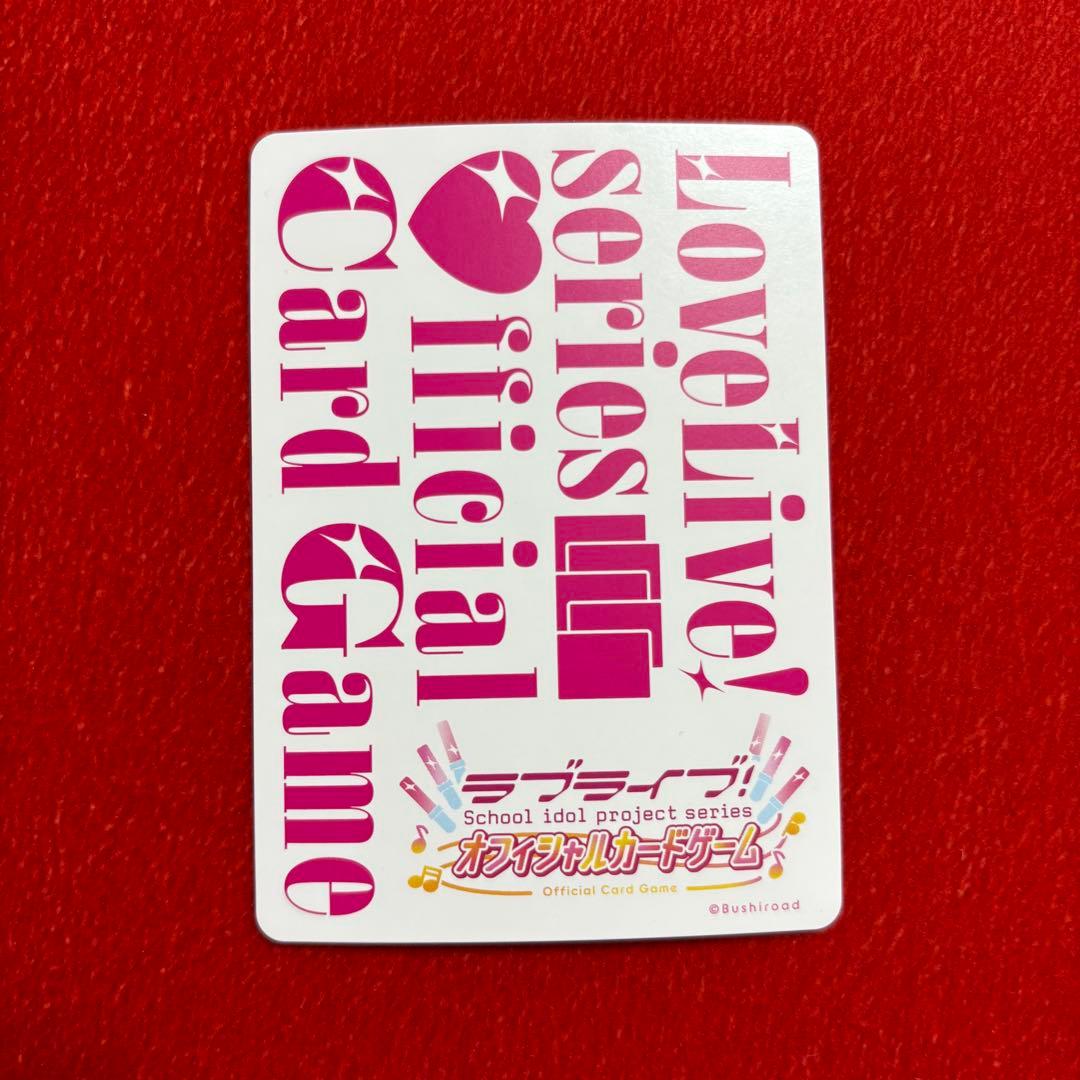 LoveLive!
series
♥fficial
Card Game
ラブライブ!
School idol project series
オフィシャルカードゲーム
Official Card Game
©Bushiroad